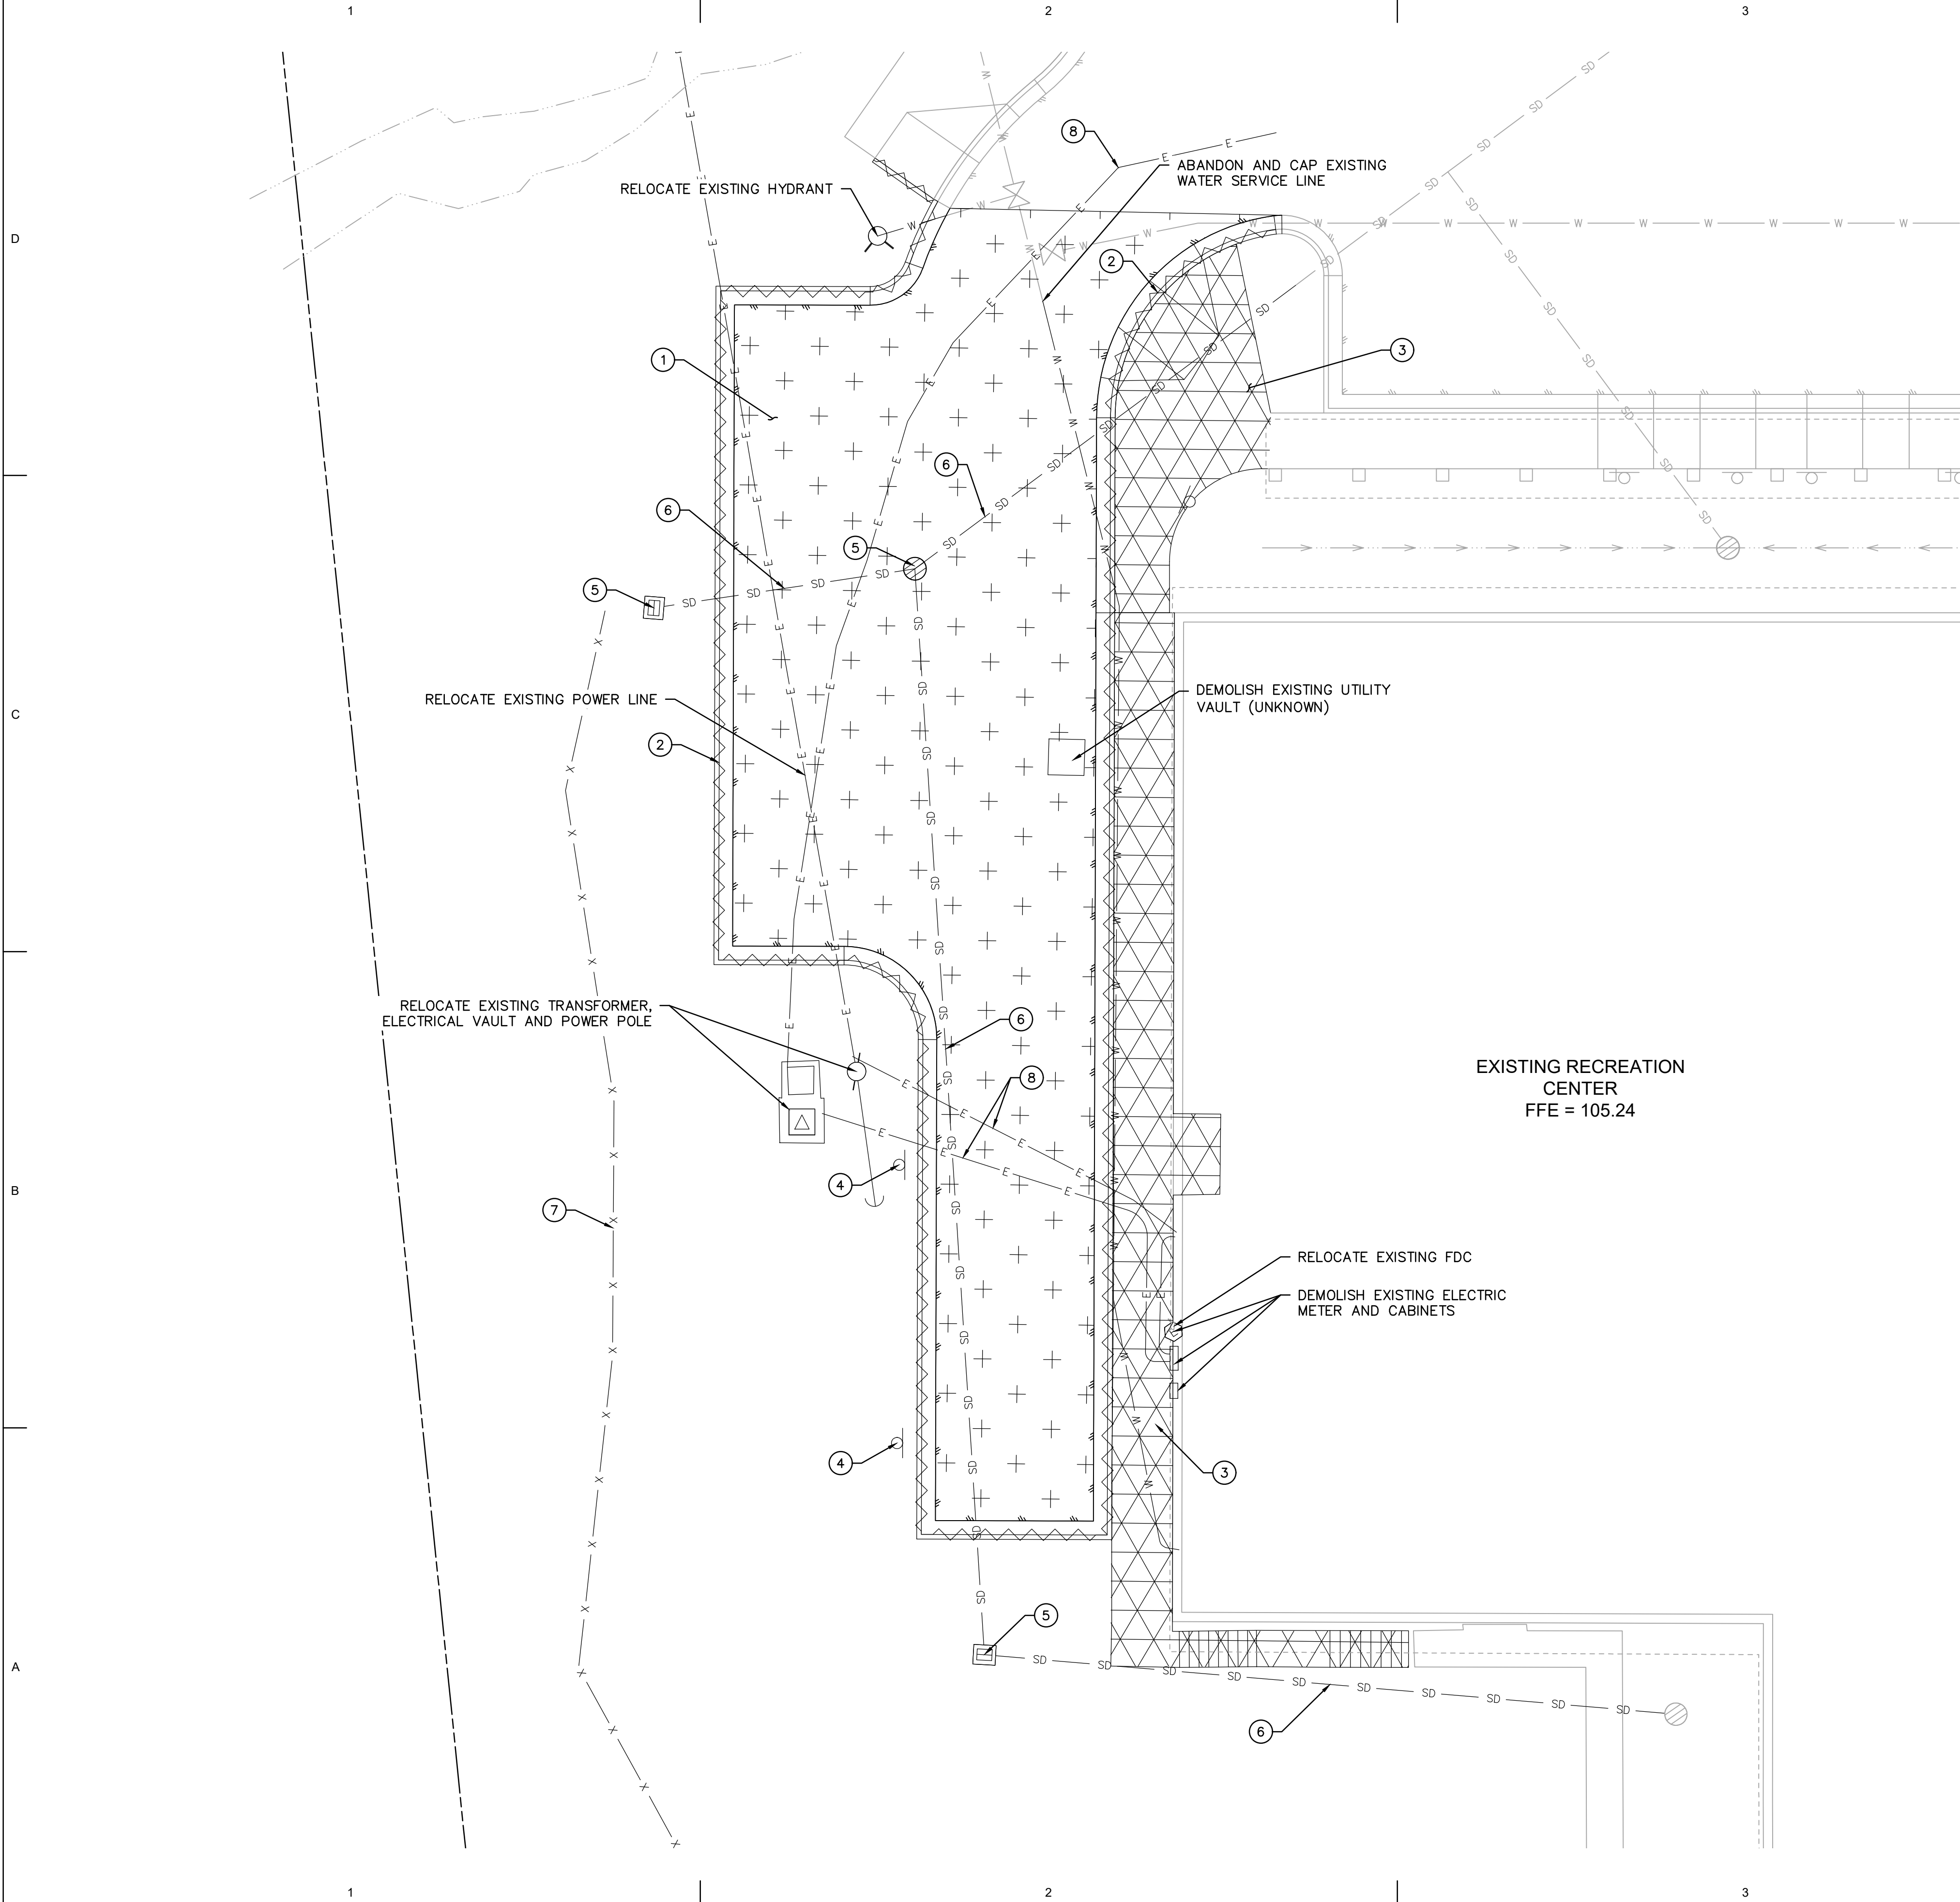 1
2
3
8
ABANDON AND CAP EXISTING
WATER SERVICE LINE
RELOCATE EXISTING HYDRANT
D
2
1
3
6
6
5
5
RELOCATE EXISTING POWER LINE
DEMOLISH EXISTING UTILITY
VAULT (UNKNOWN)
C
2
RELOCATE EXISTING TRANSFORMER,
ELECTRICAL VAULT AND POWER POLE
6
8
EXISTING RECREATION
CENTER
FFE = 105.24
4
B
7
RELOCATE EXISTING FDC
DEMOLISH EXISTING ELECTRIC
METER AND CABINETS
4
3
5
A
6
1
2
3